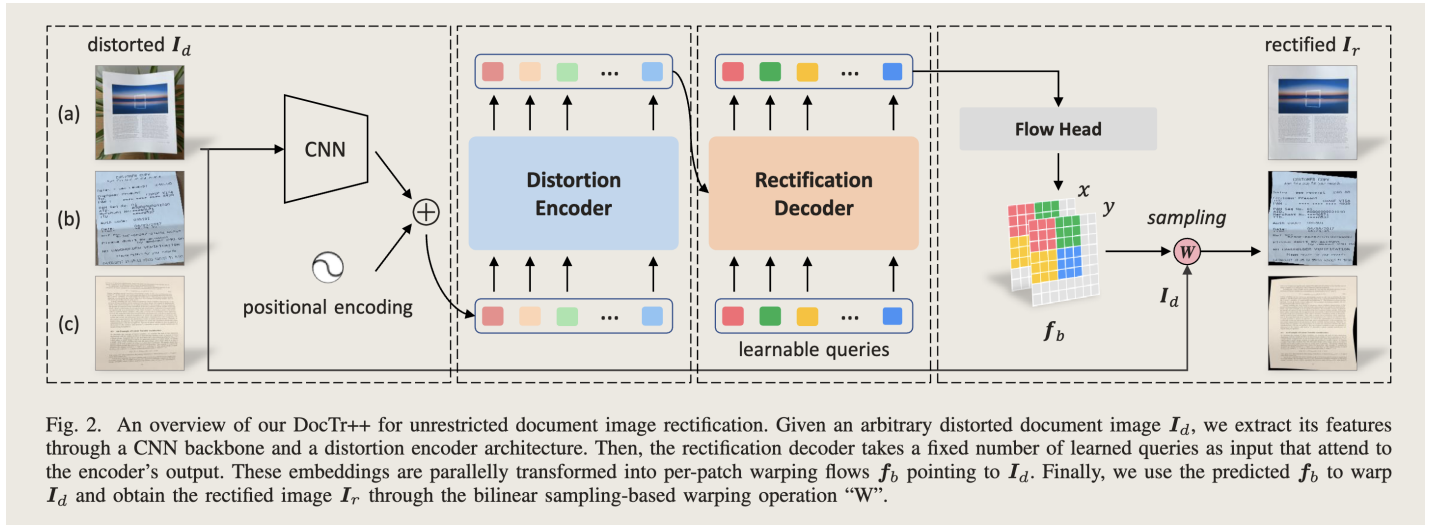 distorted I_d
rectified I_r
(a)
(b)
(c)
CNN
positional encoding
...
Distortion
Encoder
...
...
Rectification
Decoder
...
learnable queries
Flow Head
x
y
f_b
sampling
W
I_d
Fig. 2. An overview of our DocTr++ for unrestricted document image rectification. Given an arbitrary distorted document image I_d, we extract its features
through a CNN backbone and a distortion encoder architecture. Then, the rectification decoder takes a fixed number of learned queries as input that attend to
the encoder's output. These embeddings are parallelly transformed into per-patch warping flows f_b pointing to I_d. Finally, we use the predicted f_b to warp
I_d and obtain the rectified image I_r through the bilinear sampling-based warping operation “W”.